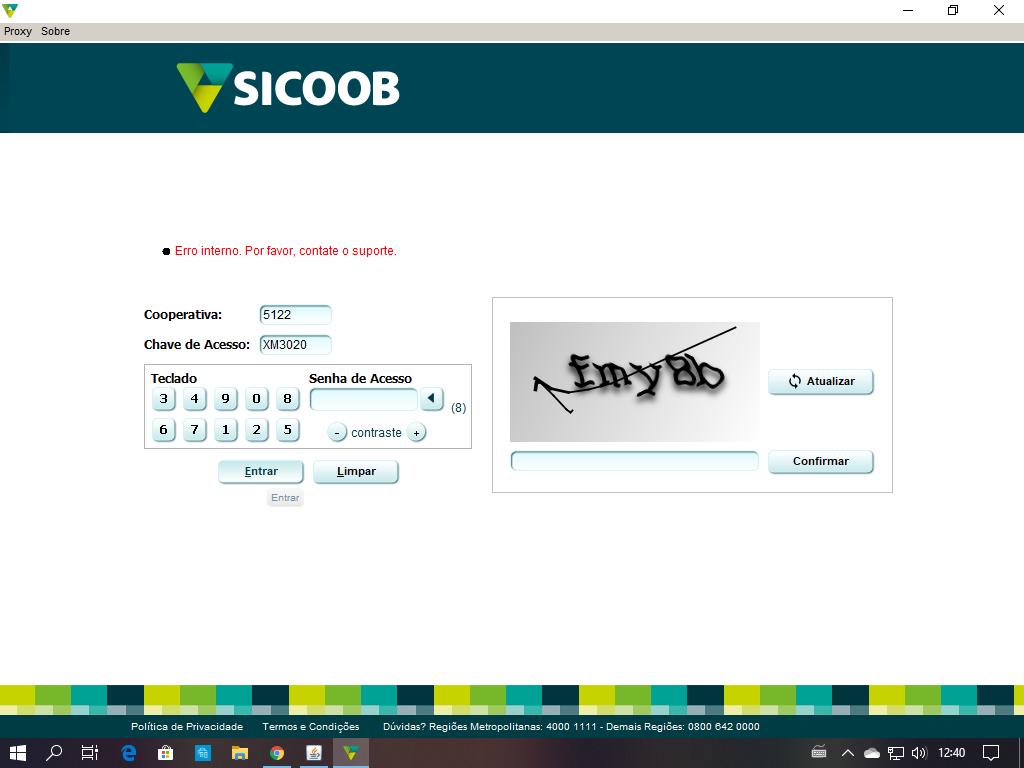 Proxy Sobre
SICOOB
Erro interno. Por favor, contate o suporte.
Cooperativa: 5122
Chave de Acesso: XM3020
Teclado Senha de Acesso
3 4 9 0 8
(8)
6 7 1 2 5 - contraste +
Entrar Limpar
Entrar
Atualizar
Confirmar
Política de Privacidade Termos e Condições Dúvidas? Regiões Metropolitanas: 4000 1111 - Demais Regiões: 0800 642 0000
12:40